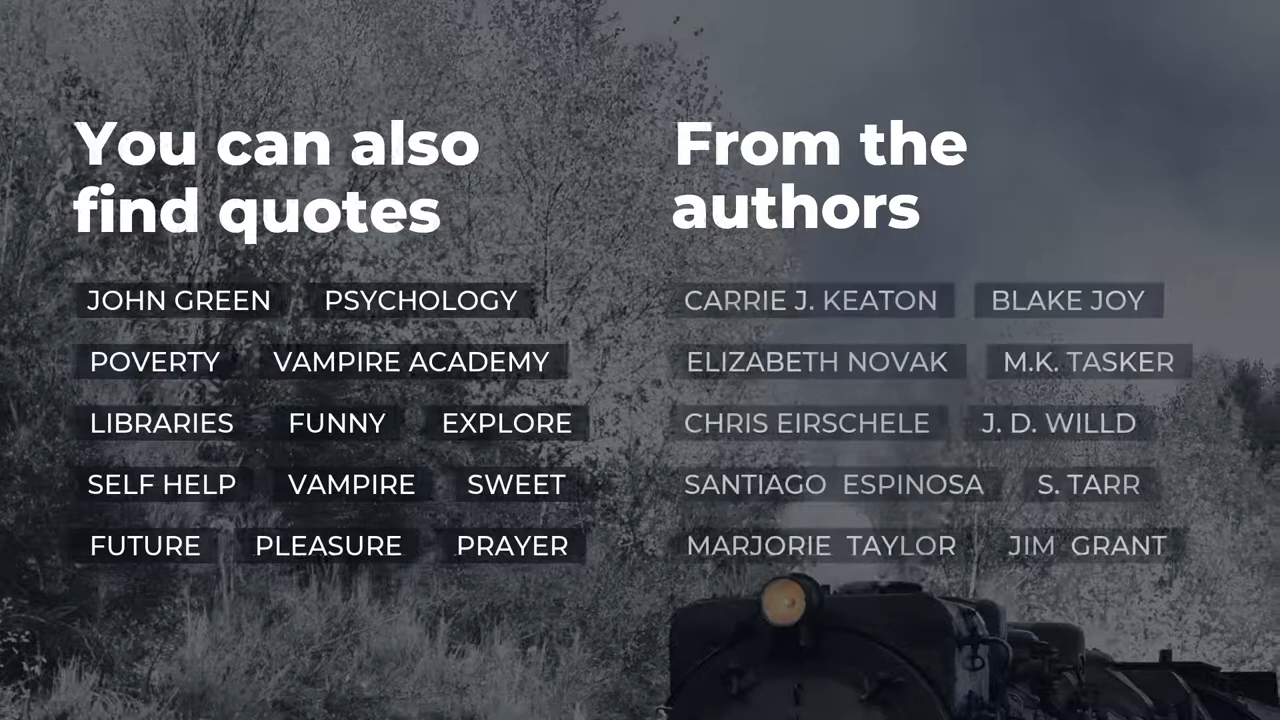 You can also
find quotes
JOHN GREEN PSYCHOLOGY
POVERTY VAMPIRE ACADEMY
LIBRARIES FUNNY EXPLORE
SELF HELP VAMPIRE SWEET
FUTURE PLEASURE PRAYER
From the
authors
CARRIE J. KEATON BLAKE JOY
ELIZABETH NOVAK M.K. TASKER
CHRIS EIRSCHELE J. D. WILLD
SANTIAGO ESPINOSA S. TARR
MARJORIE TAYLOR JIM GRANT